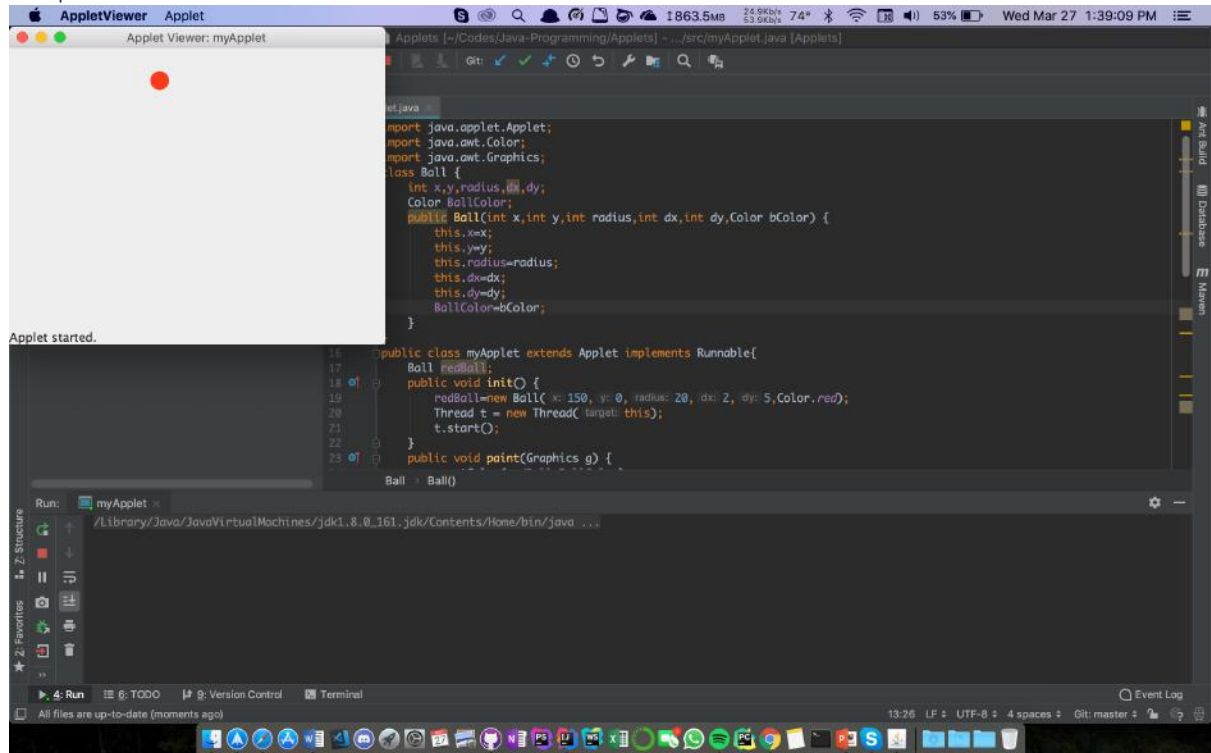 AppletViewer Applet 1863.5MB 24.9Kb/s 53.9Kb/s 74° 53% Wed Mar 27 1:39:09 PM
Applet Viewer: myApplet
Applets [~/Codes/Java-Programming/Applets] - .../src/myApplet.java [Applets]
Git:
et.java
mport java.applet.Applet;
mport java.awt.Color;
mport java.awt.Graphics;
lass Ball {
int x,y,radius,dx,dy;
Color BallColor;
public Ball(int x,int y,int radius,int dx,int dy,Color bColor) {
this.x=x;
this.y=y;
this.radius=radius;
this.dx=dx;
this.dy=dy;
BallColor=bColor;
}
Applet started.
16 public class myApplet extends Applet implements Runnable{
17 Ball redBall;
18 public void init() {
19 redBall=new Ball( x: 150, y: 0, radius: 20, dx: 2, dy: 5,Color.red);
20 Thread t = new Thread( target: this);
21 t.start();
22 }
23 public void paint(Graphics g) {
Ball Ball()
Ant Build
Database
m Maven
Run: myApplet
/Library/Java/JavaVirtualMachines/jdk1.8.0_161.jdk/Contents/Home/bin/java ...
Z: Structure
2: Favorites
4: Run 6: TODO 9: Version Control Terminal Event Log
All files are up-to-date (moments ago) 13:26 LF UTF-8 4 spaces Git: master